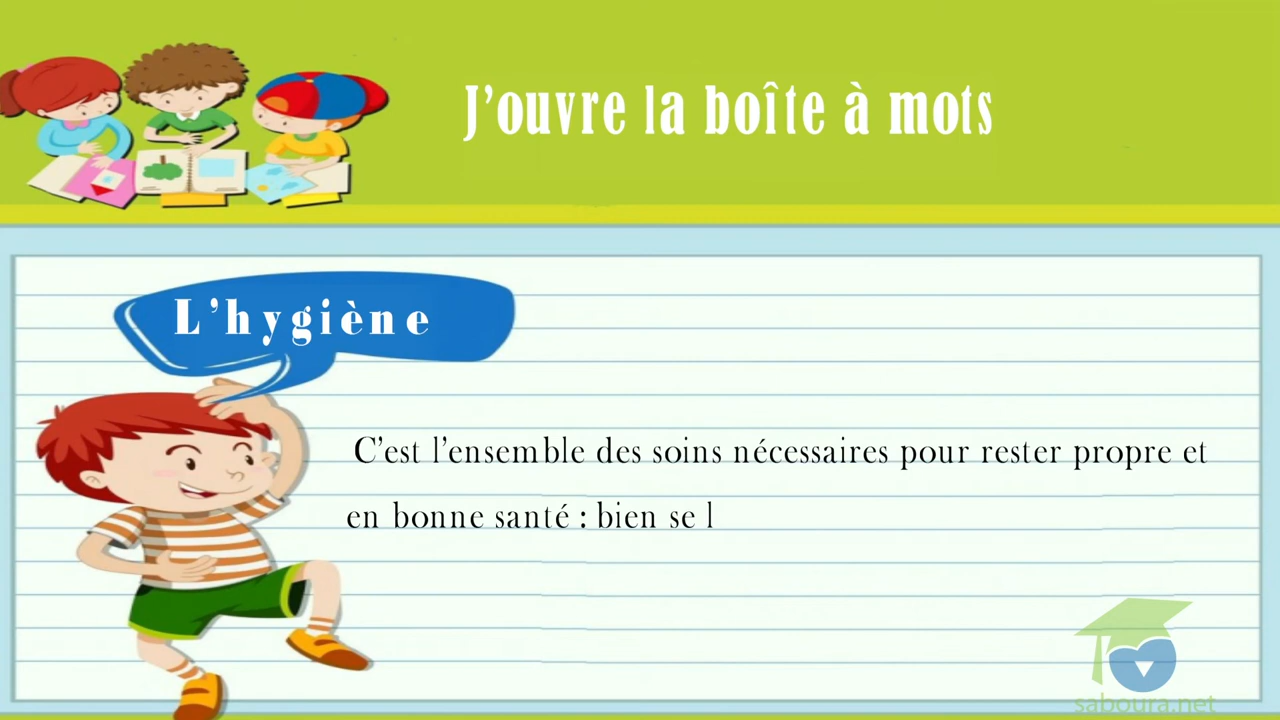 J'ouvre la boîte à mots
L'hygiène
C'est l'ensemble des soins nécessaires pour rester propre et
en bonne santé : bien se l
saboura.net